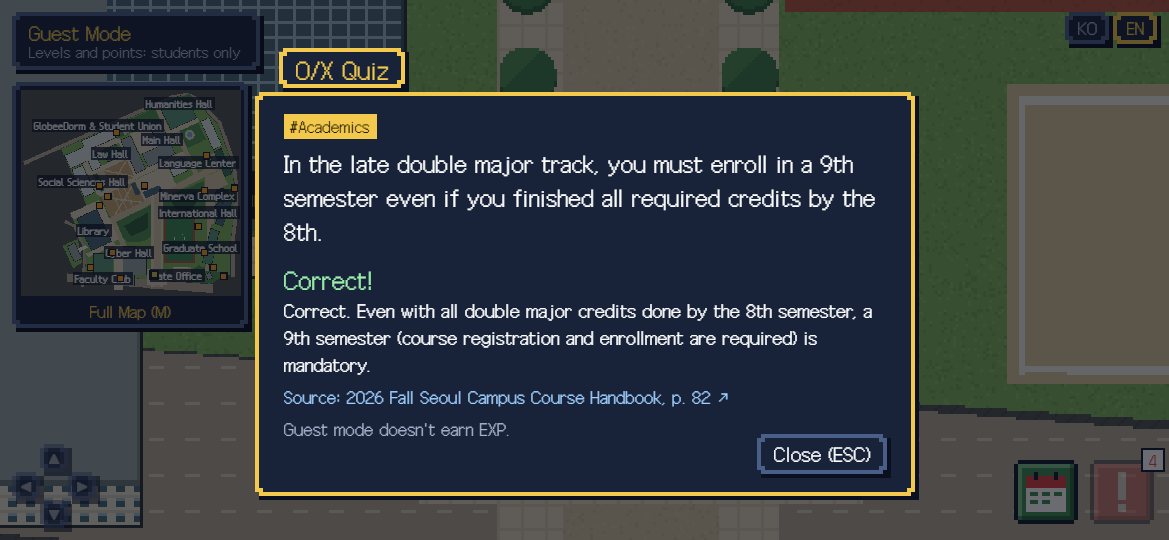 Guest Mode
Levels and points: students only
KO
EN
O/X Quiz
#Academics
In the late double major track, you must enroll in a 9th
semester even if you finished all required credits by the
8th.
Correct!
Correct. Even with all double major credits done by the 8th semester, a
9th semester (course registration and enrollment are required) is
mandatory.
Source: 2026 Fall Seoul Campus Course Handbook, p. 82 ↗
Guest mode doesn't earn EXP.
Close (ESC)
Humanities Hall
GlobeeDorm & Student Union
Main Hall
Law Hall
Language Center
Social Science Hall
Minerva Complex
International Hall
Library
Graduate School
Faculty Club
Full Map (M)
4